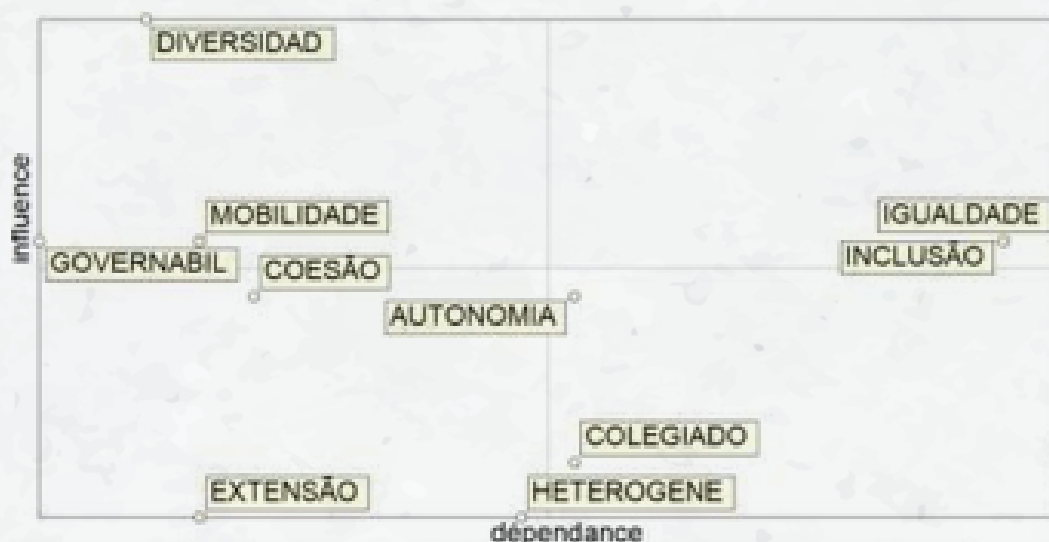 DIVERSIDAD
influence
MOBILIDADE
IGUALDADE
GOVERNABIL
COESÃO
INCLUSÃO
AUTONOMIA
COLEGIADO
EXTENSÃO
HETEROGENE
dépendance